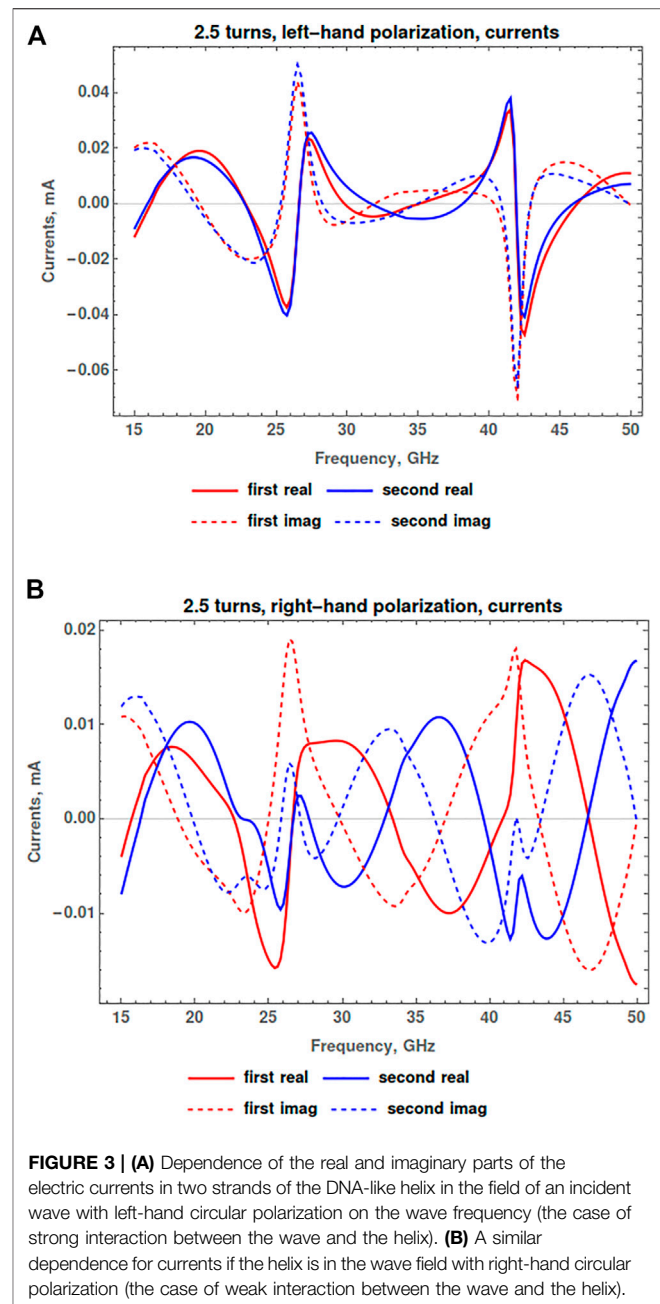 A
2.5 turns, left–hand polarization, currents
0.04
0.02
0.00
−0.02
−0.04
−0.06
Currents, mA
15 20 25 30 35 40 45 50
Frequency, GHz
first real second real
first imag second imag
B
2.5 turns, right–hand polarization, currents
0.02
0.01
0.00
−0.01
Currents, mA
15 20 25 30 35 40 45 50
Frequency, GHz
first real second real
first imag second imag
FIGURE 3 | (A) Dependence of the real and imaginary parts of the
electric currents in two strands of the DNA-like helix in the field of an incident
wave with left-hand circular polarization on the wave frequency (the case of
strong interaction between the wave and the helix). (B) A similar
dependence for currents if the helix is in the wave field with right-hand circular
polarization (the case of weak interaction between the wave and the helix).